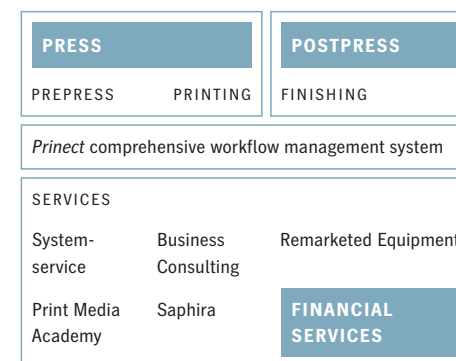 PRESS
POSTPRESS
PREPRESS PRINTING FINISHING
Prinect comprehensive workflow management system
SERVICES
System-
service
Business
Consulting
Remarketed Equipment
Print Media
Academy
Saphira
FINANCIAL
SERVICES